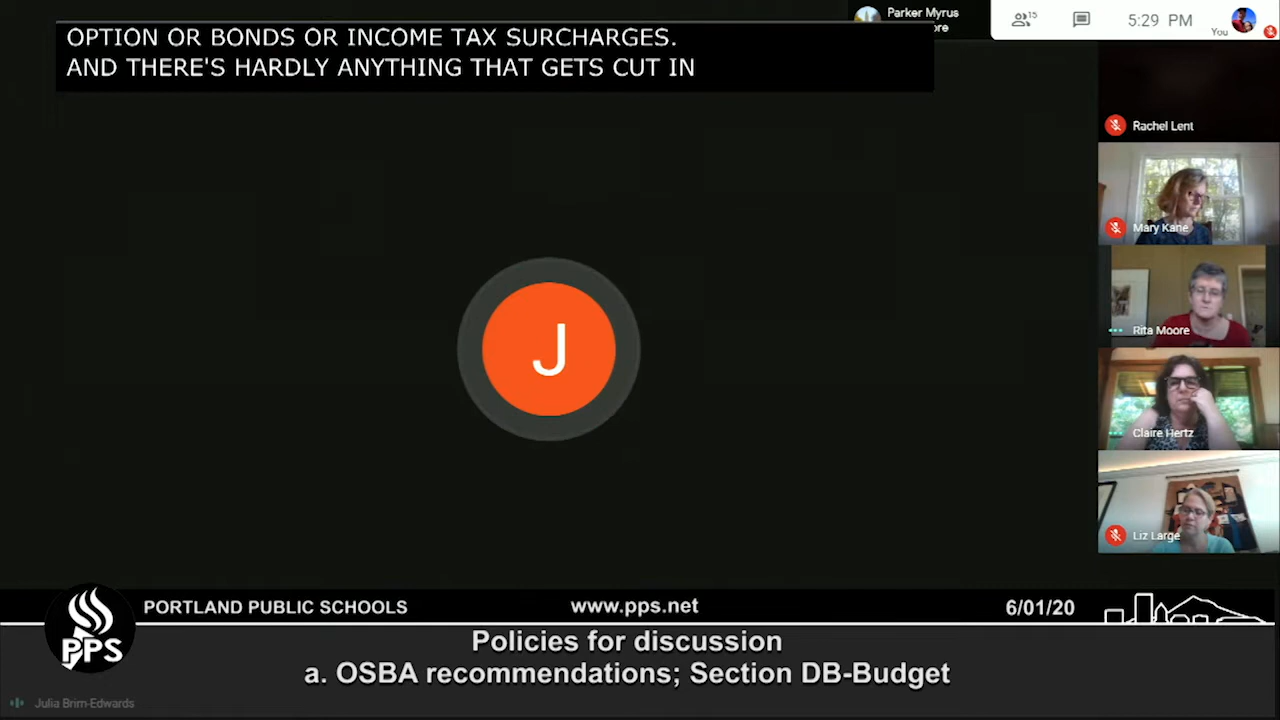 OPTION OR BONDS OR INCOME TAX SURCHARGES.
AND THERE'S HARDLY ANYTHING THAT GETS CUT IN
Parker Myrus
ore
15
5:29 PM
You
Rachel Lent
Mary Kane
Rita Moore
Claire Hertz
Liz Large
J
PPS
PORTLAND PUBLIC SCHOOLS
www.pps.net
6/01/20
Policies for discussion
a. OSBA recommendations; Section DB-Budget
Julia Brim-Edwards